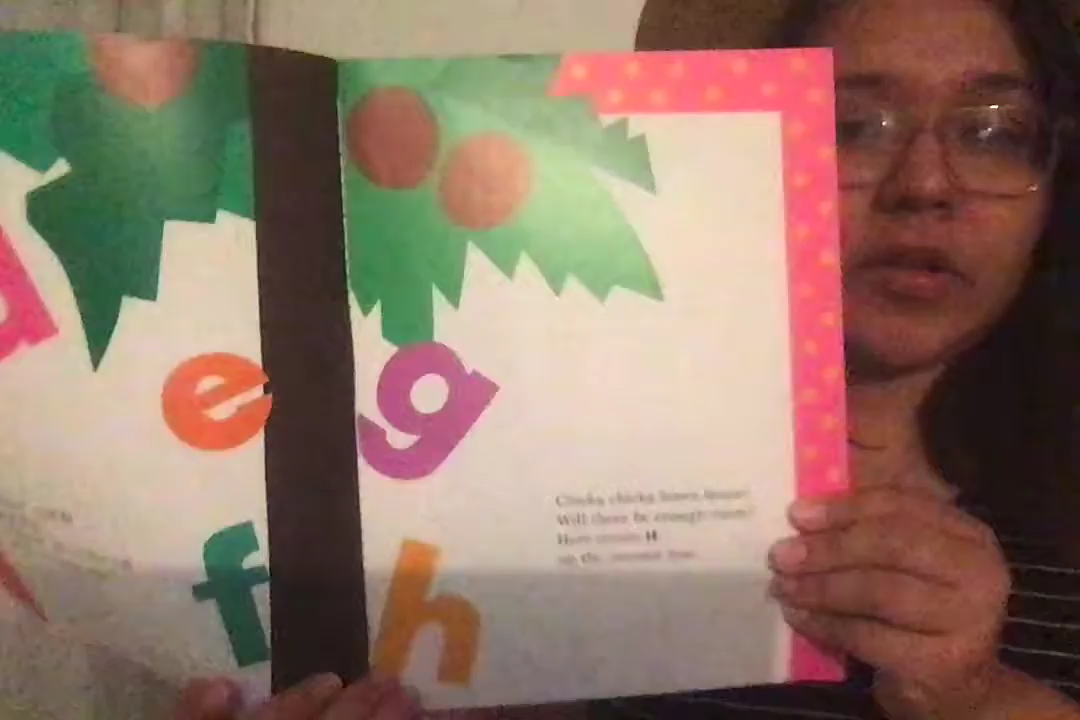 d
e
g
f
h
Chicka chicka boom boom!
Will there be enough room?
Here comes H
up the coconut tree,